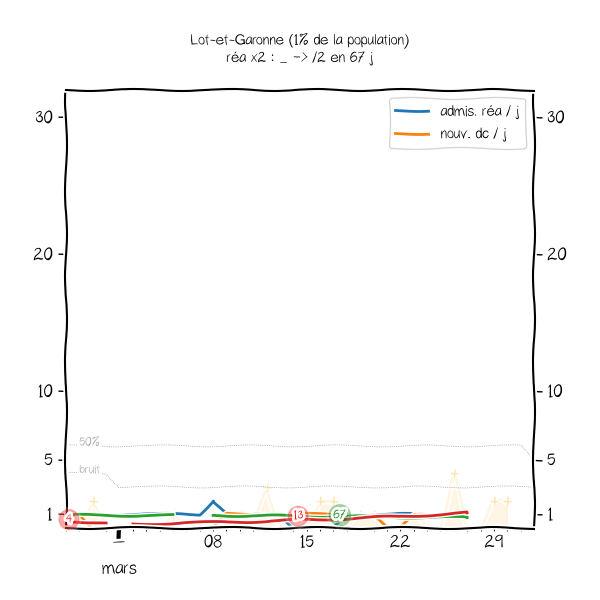 Lot-et-Garonne (1% de la population)
réa x2 : _ -> /2 en 67 j
admis. réa / j
nouv. dc / j
30 30
20 20
10 10
50%
5 5
bruit
1 1
4 13 67
1 08 15 22 29
mars